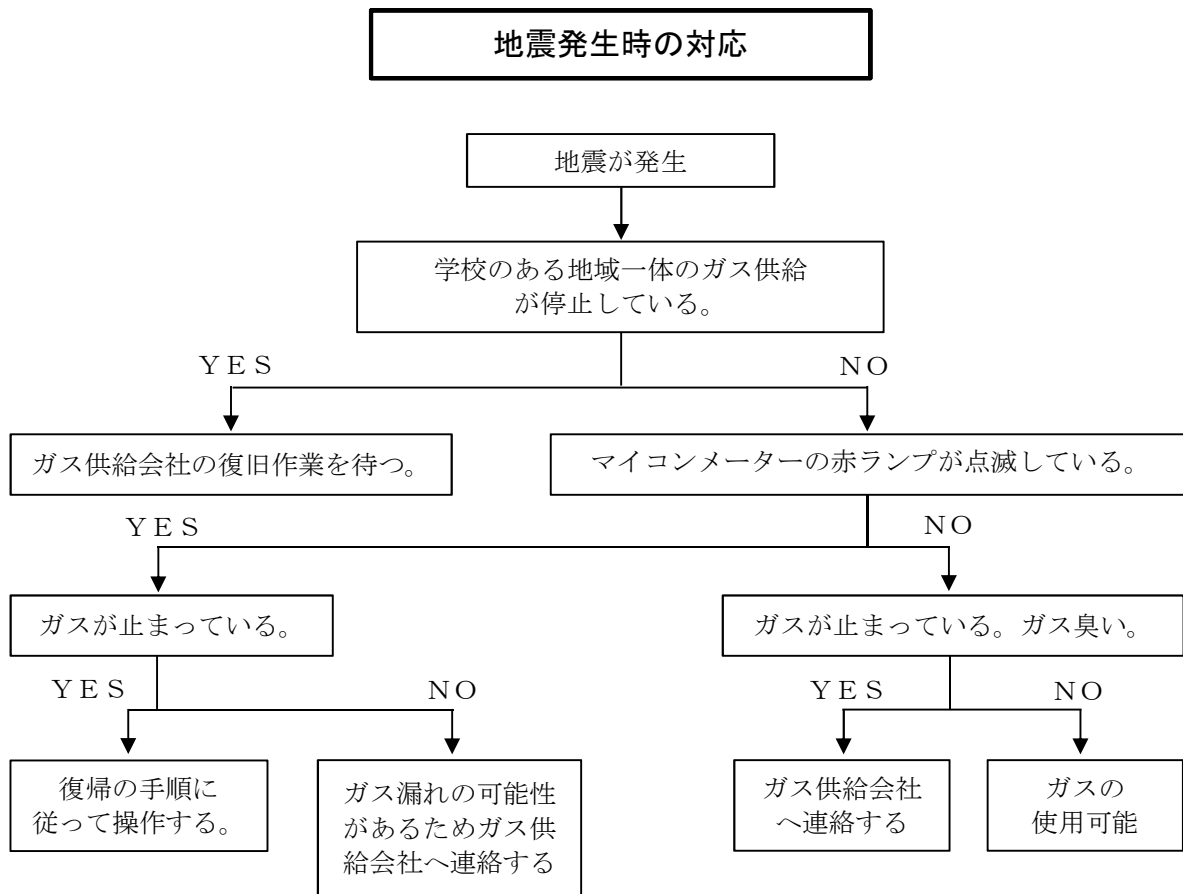 地震発生時の対応
地震が発生
学校のある地域一体のガス供給
が停止している。
ＹＥＳ
ＮＯ
ガス供給会社の復旧作業を待つ。
マイコンメーターの赤ランプが点滅している。
ＹＥＳ
ＮＯ
ガスが止まっている。
ガスが止まっている。ガス臭い。
ＹＥＳ
ＮＯ
ＹＥＳ
ＮＯ
復帰の手順に
従って操作する。
ガス漏れの可能性
があるためガス供
給会社へ連絡する
ガス供給会社
へ連絡する
ガスの
使用可能